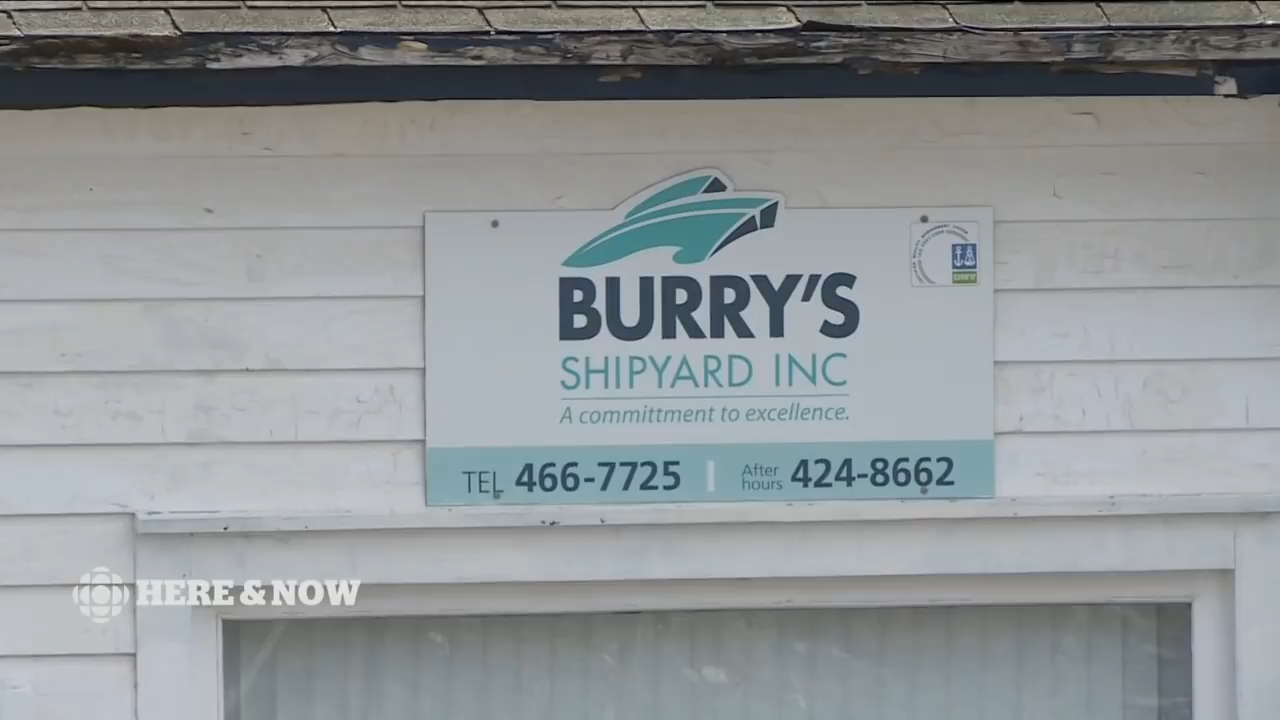 BURRY'S
SHIPYARD INC
A committment to excellence.
TEL 466-7725 | After hours 424-8662
HERE & NOW